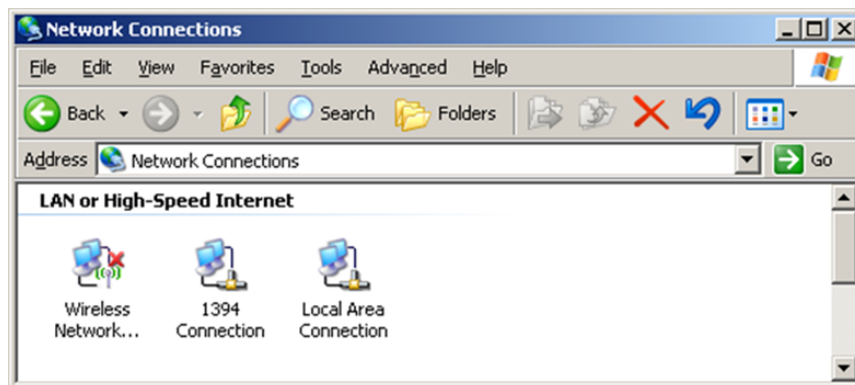 Network Connections
File Edit View Favorites Tools Advanced Help
Back Search Folders
Address Network Connections Go
LAN or High-Speed Internet
Wireless Network...
1394 Connection
Local Area Connection